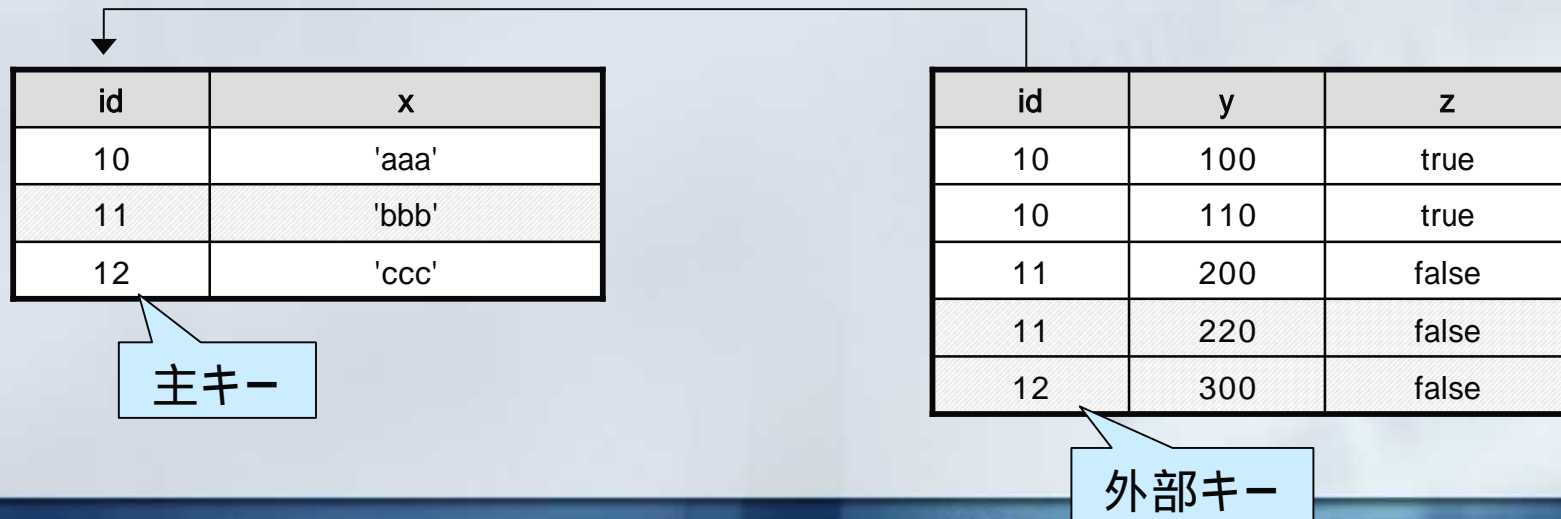 id x
10 'aaa'
11 'bbb'
12 'ccc'
主キー
id y z
10 100 true
10 110 true
11 200 false
11 220 false
12 300 false
外部キー